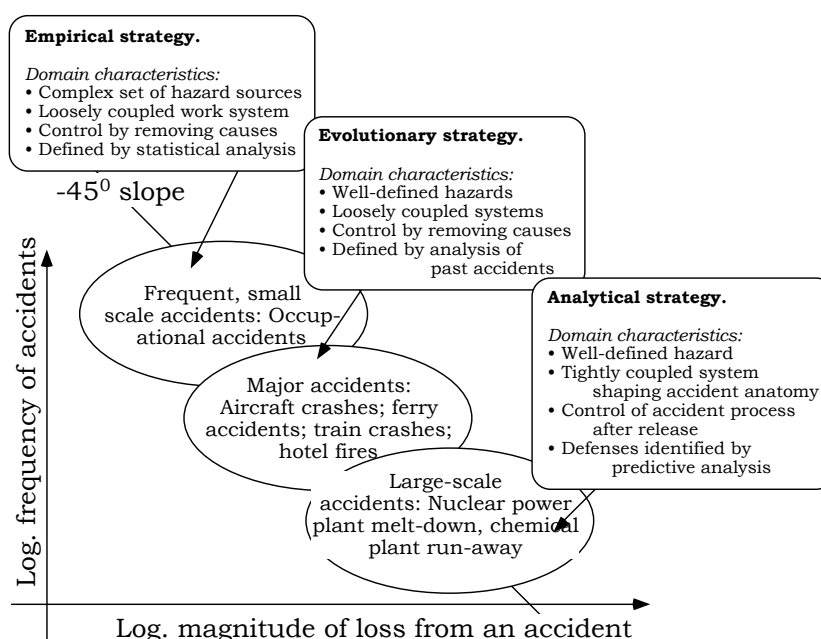 Empirical strategy.
Domain characteristics:
• Complex set of hazard sources
• Loosely coupled work system
• Control by removing causes
• Defined by statistical analysis
-45⁰ slope
Evolutionary strategy.
Domain characteristics:
• Well-defined hazards
• Loosely coupled systems
• Control by removing causes
• Defined by analysis of
past accidents
Analytical strategy.
Domain characteristics:
• Well-defined hazard
• Tightly coupled system
shaping accident anatomy
• Control of accident process
after release
• Defenses identified by
predictive analysis
Frequent, small
scale accidents: Occup-
ational accidents
Major accidents:
Aircraft crashes; ferry
accidents; train crashes;
hotel fires
Large-scale
accidents: Nuclear power
plant melt-down, chemical
plant run-away
Log. frequency of accidents
Log. magnitude of loss from an accident